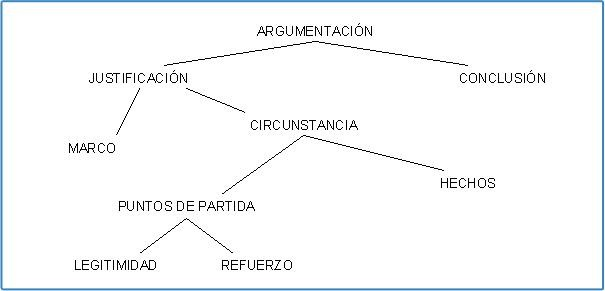 ARGUMENTACIÓN
JUSTIFICACIÓN
CONCLUSIÓN
CIRCUNSTANCIA
MARCO
HECHOS
PUNTOS DE PARTIDA
LEGITIMIDAD
REFUERZO